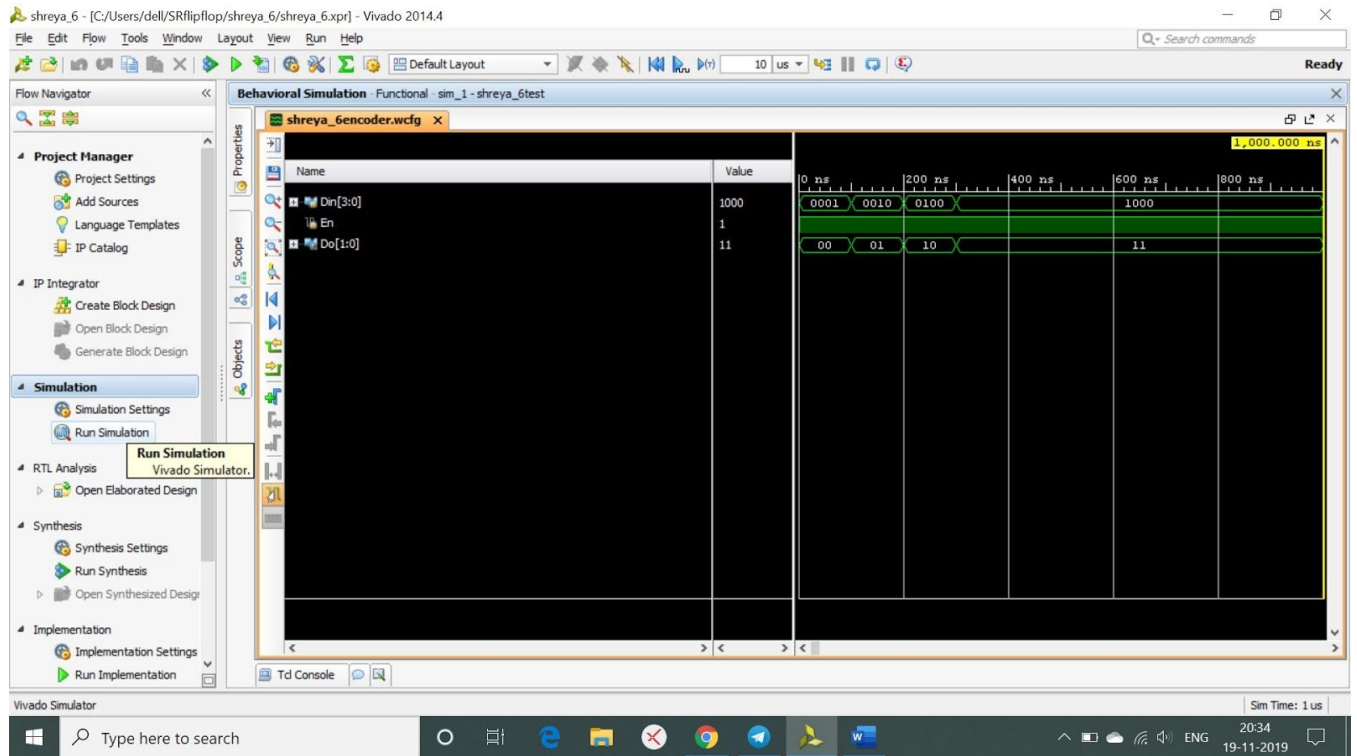 shreya_6 - [C:/Users/dell/SRflipflop/shreya_6/shreya_6.xpr] - Vivado 2014.4
File Edit Flow Tools Window Layout View Run Help
Q- Search commands
Default Layout
10 us
Ready
Flow Navigator
Project Manager
Project Settings
Add Sources
Language Templates
IP Catalog
IP Integrator
Create Block Design
Open Block Design
Generate Block Design
Simulation
Simulation Settings
Run Simulation
Run Simulation
Vivado Simulator.
RTL Analysis
Open Elaborated Design
Synthesis
Synthesis Settings
Run Synthesis
Open Synthesized Desig
Implementation
Implementation Settings
Run Implementation
Behavioral Simulation - Functional - sim_1 - shreya_6test
Properties
Scope
Objects
shreya_6encoder.wcfg
Name Value
Din[3:0] 1000
En 1
Do[1:0] 11
1,000.000 ns
0 ns 200 ns 400 ns 600 ns 800 ns
0001 0010 0100 1000
00 01 10 11
Tcl Console
Vivado Simulator
Sim Time: 1 us
Type here to search
ENG
20:34
19-11-2019